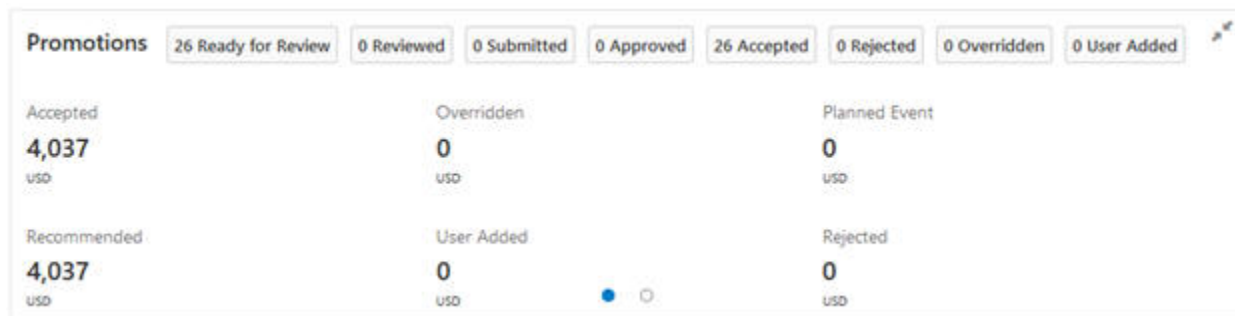 Promotions 26 Ready for Review 0 Reviewed 0 Submitted 0 Approved 26 Accepted 0 Rejected 0 Overridden 0 User Added
Accepted Overridden Planned Event
4,037 0 0
USD USD USD
Recommended User Added Rejected
4,037 0 0
USD USD USD